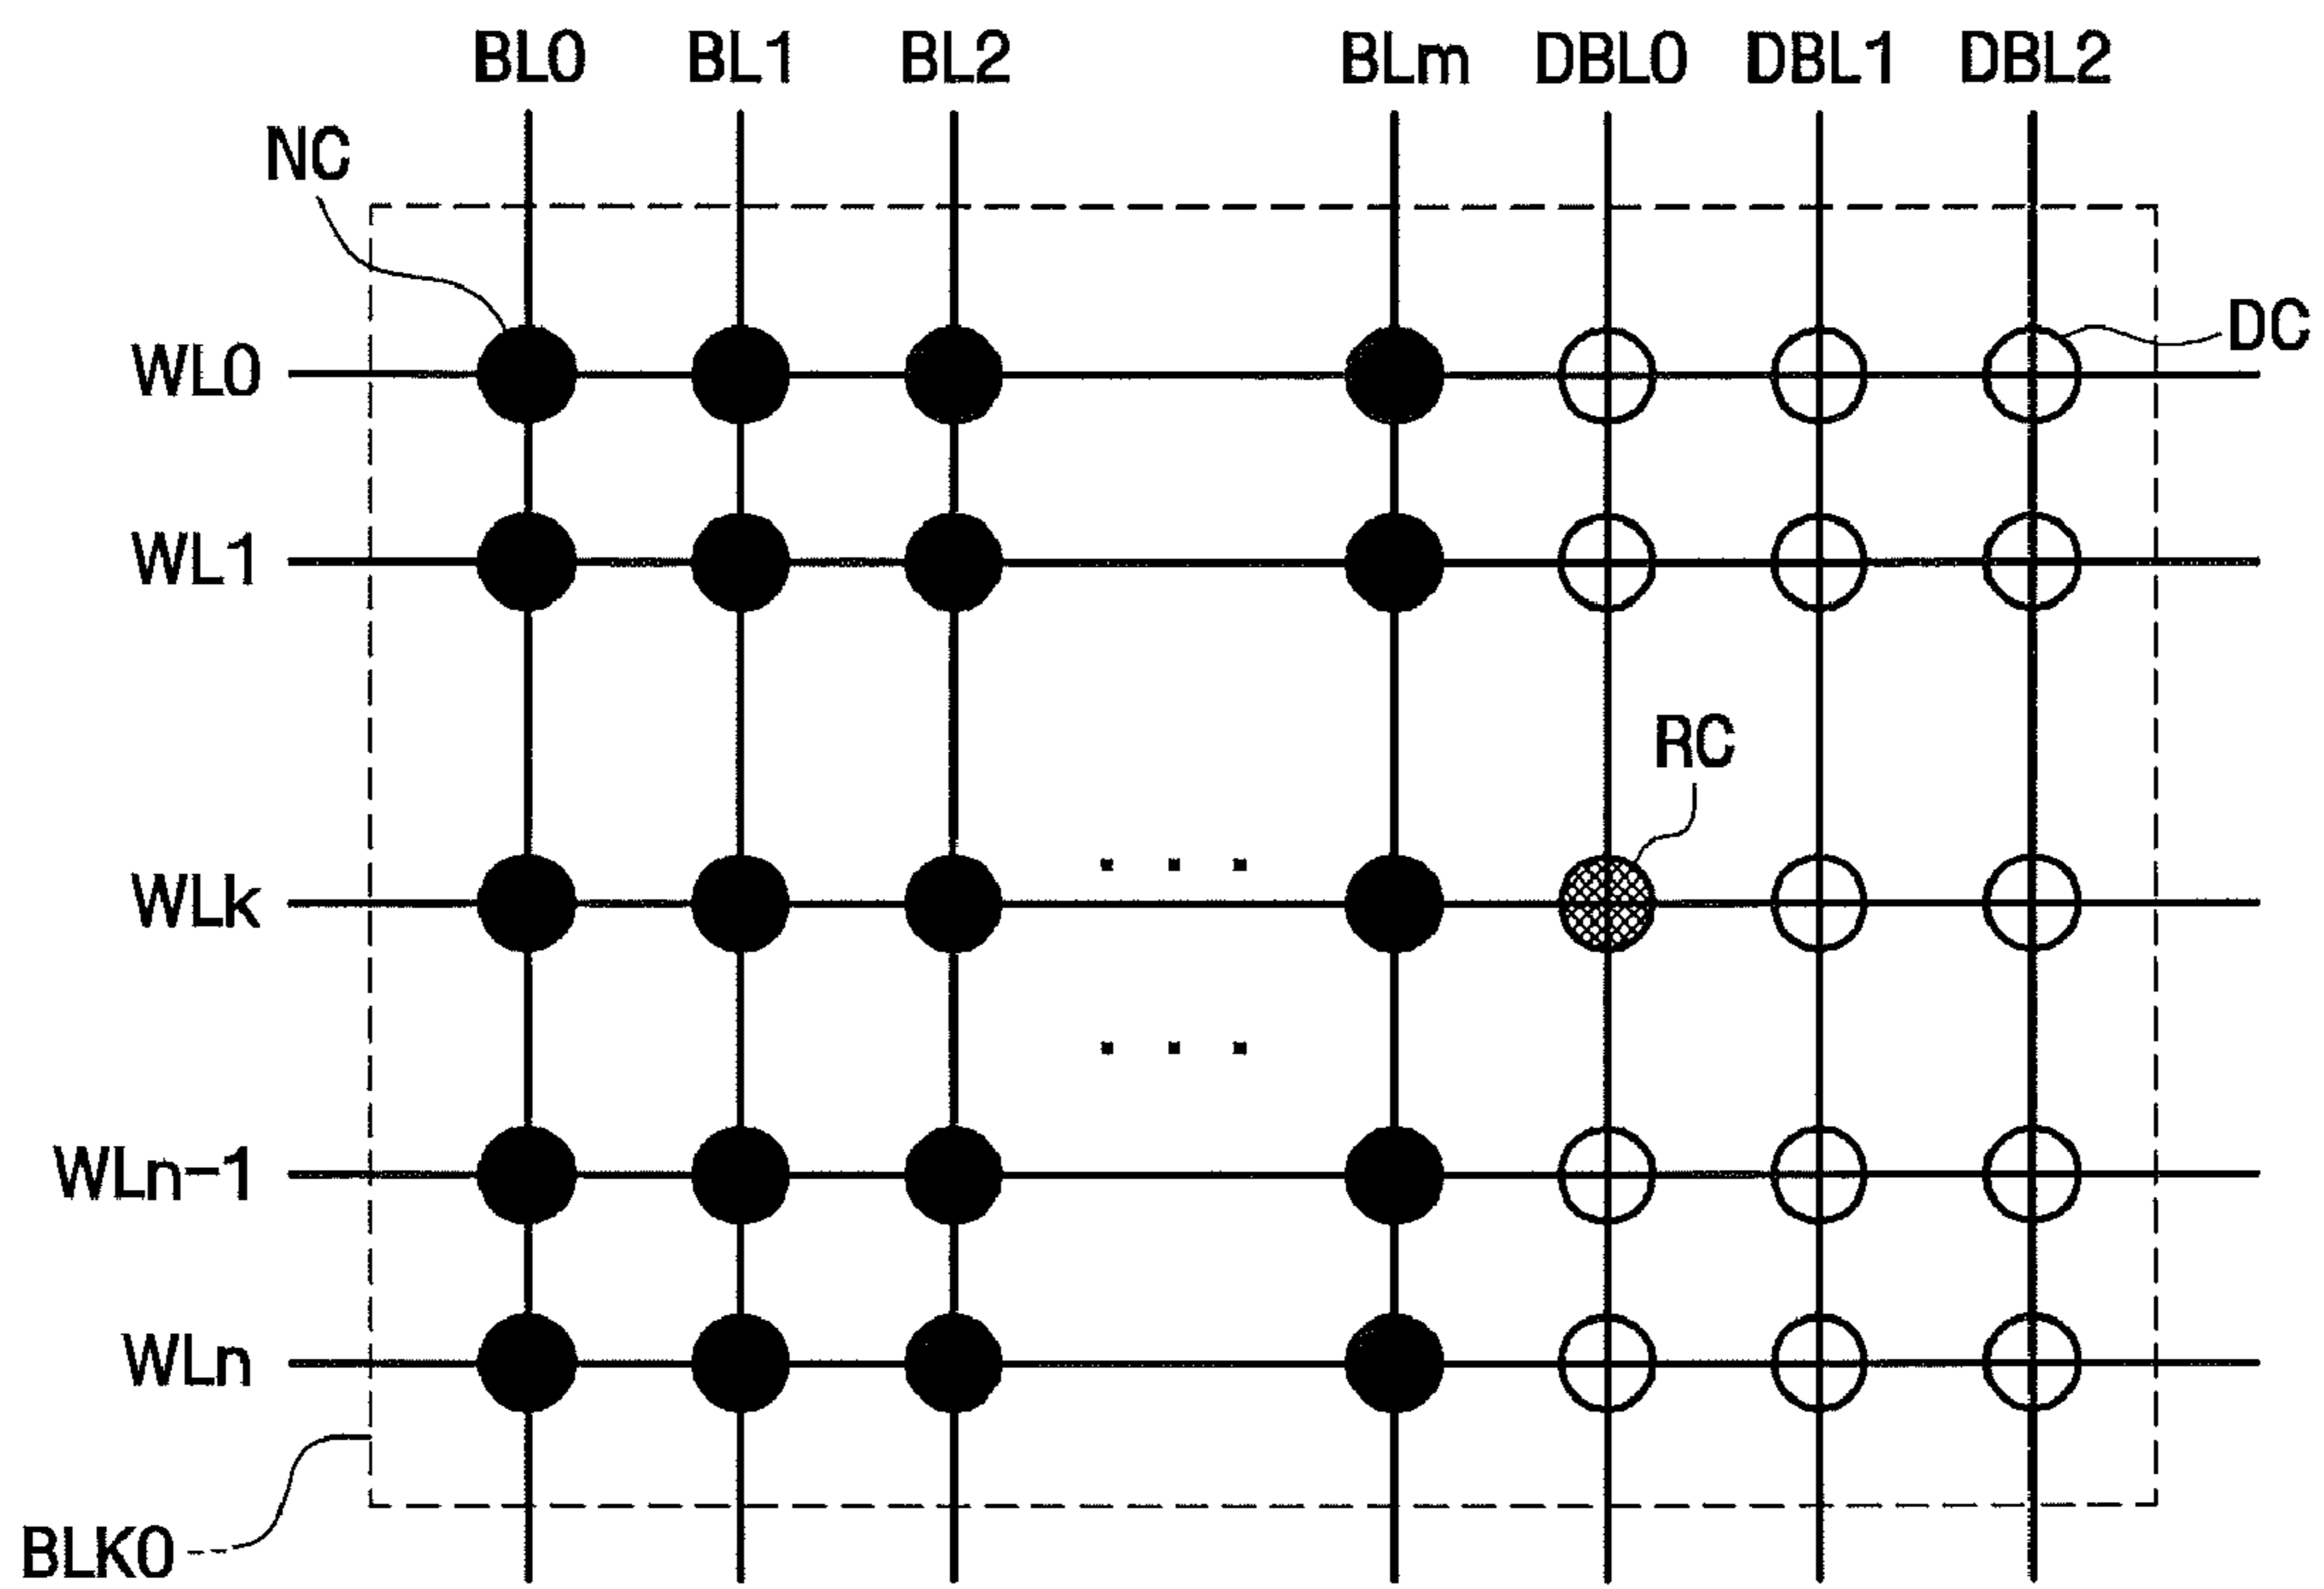 BL0 BL1 BL2 BLm DBL0 DBL1 DBL2
NC
DC
WL0
WL1
RC
WLk
. . .
. . .
WLn-1
WLn
BLK0